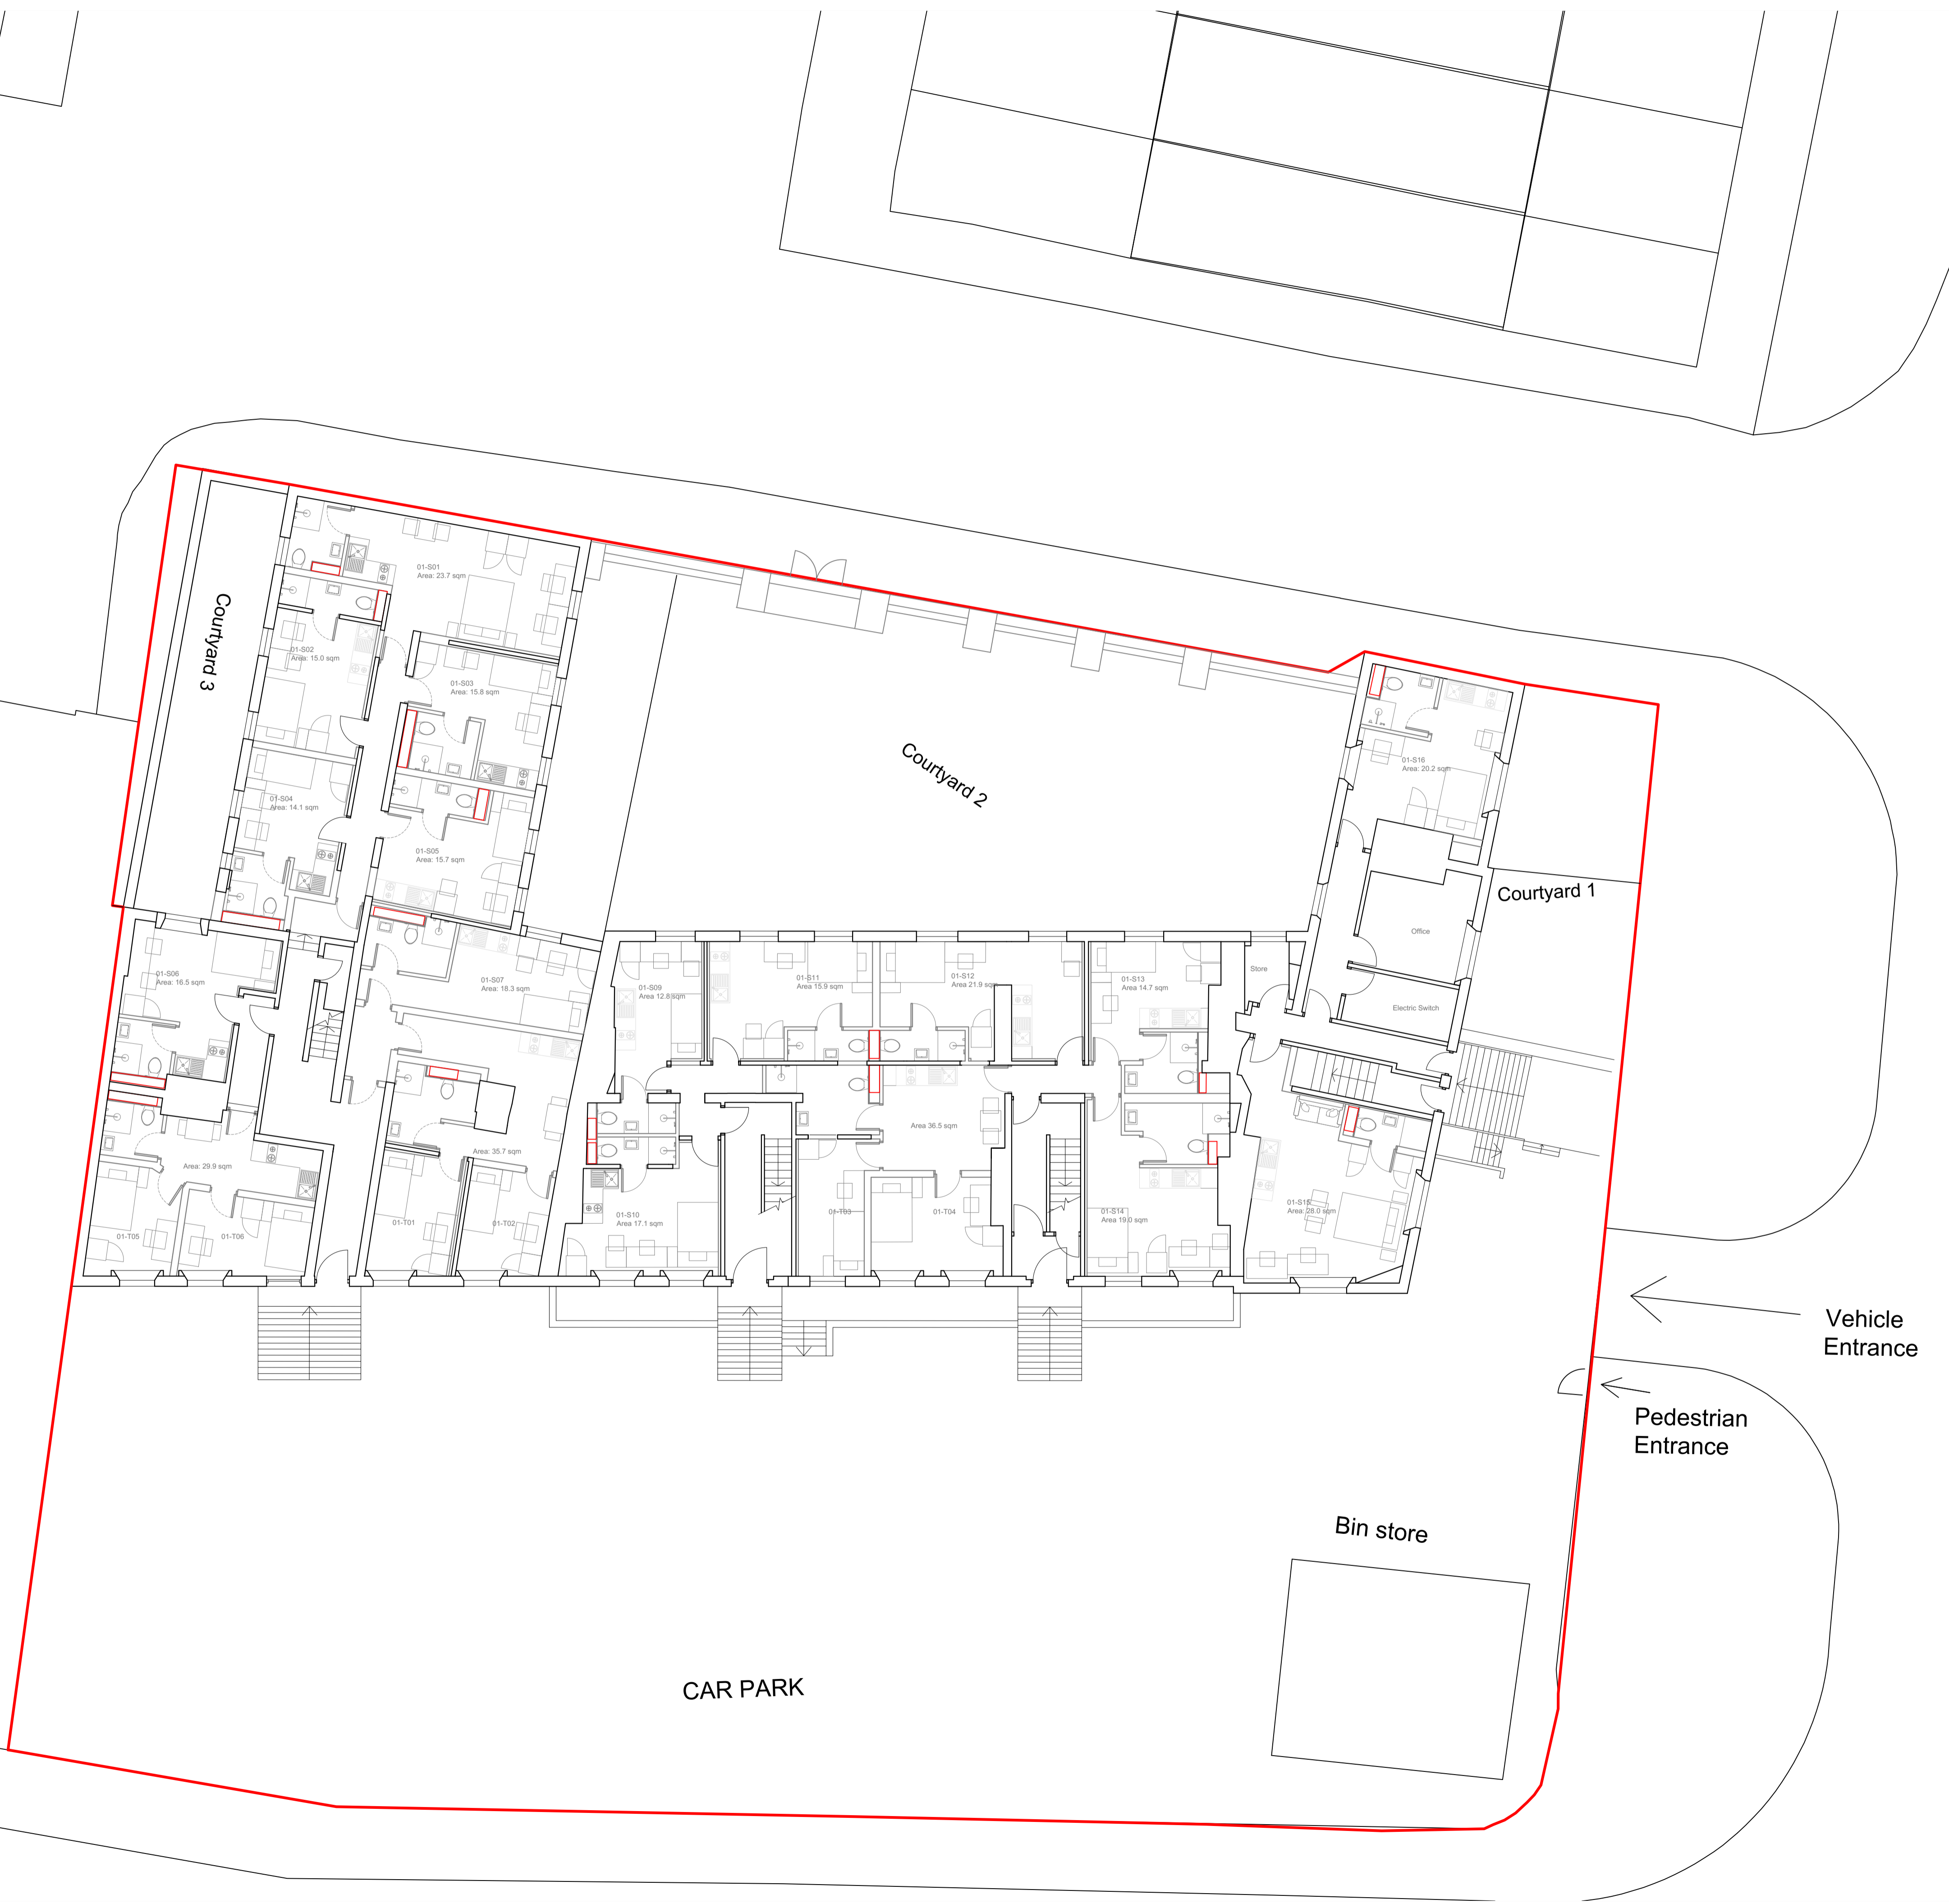 01-S01
Area: 23.7 sqm
Courtyard 3
01-S02
Area: 15.0 sqm
01-S03
Area: 15.8 sqm
Courtyard 2
01-S16
Area: 20.2 sqm
01-S04
Area: 14.1 sqm
01-S05
Area: 15.7 sqm
Courtyard 1
Office
01-S06
Area: 16.5 sqm
01-S07
Area: 18.3 sqm
01-S09
Area 12.8 sqm
01-S11
Area 15.9 sqm
01-S12
Area 21.9 sqm
01-S13
Area 14.7 sqm
Store
Electric Switch
Area 36.5 sqm
Area: 35.7 sqm
Area: 29.9 sqm
01-S15
Area: 28.0 sqm
01-T05
01-T06
01-T01
01-T02
01-S10
Area 17.1 sqm
01-T03
01-T04
01-S14
Area 19.0 sqm
Vehicle
Entrance
Pedestrian
Entrance
Bin store
CAR PARK